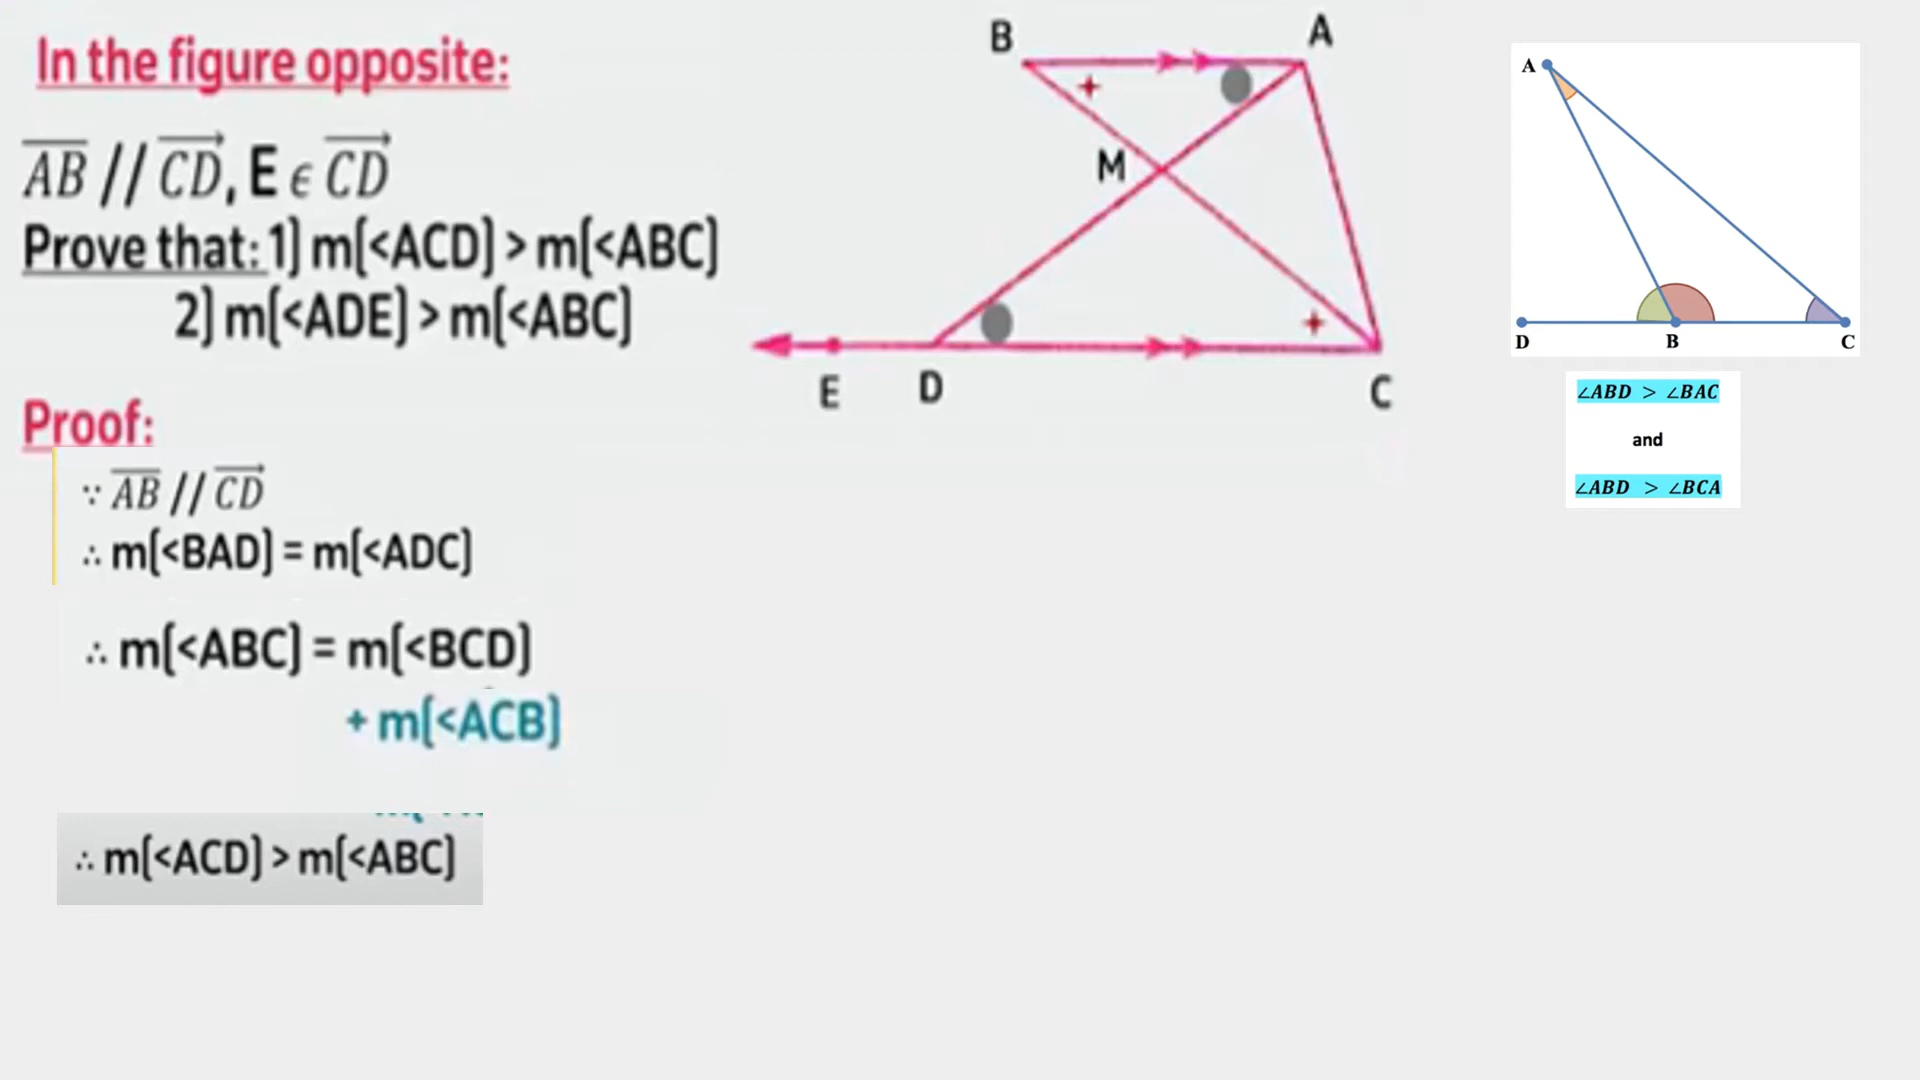 In the figure opposite:
AB // CD, E ϵ CD
Prove that: 1) m(<ACD) > m(<ABC)
2) m(<ADE) > m(<ABC)
Proof:
∵ AB // CD
∴ m(<BAD) = m(<ADC)
∴ m(<ABC) = m(<BCD)
+ m(<ACB)
∴ m(<ACD) > m(<ABC)
B A
+
M
+
E D C
A
D B C
∠ABD > ∠BAC
and
∠ABD > ∠BCA